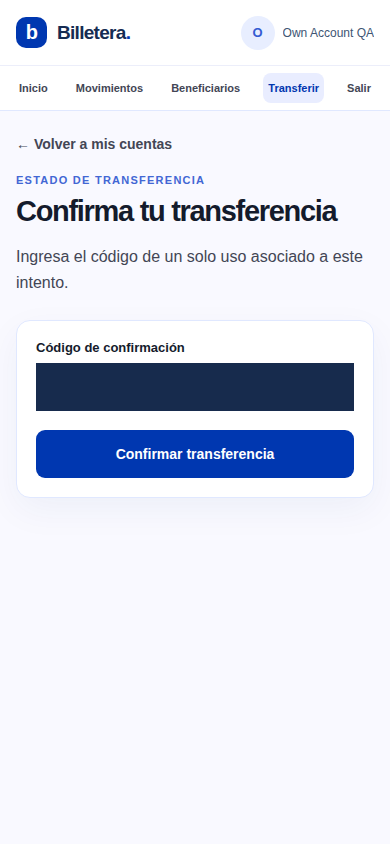 b Billetera.
O Own Account QA
Inicio Movimientos Beneficiarios Transferir Salir
← Volver a mis cuentas
ESTADO DE TRANSFERENCIA
Confirma tu transferencia
Ingresa el código de un solo uso asociado a este
intento.
Código de confirmación
Confirmar transferencia